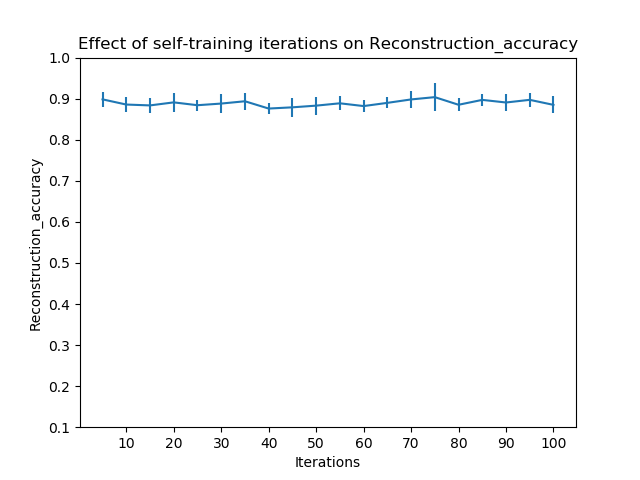 Effect of self-training iterations on Reconstruction_accuracy
1.0
0.9
0.8
0.7
0.6
0.5
0.4
0.3
0.2
0.1
Reconstruction_accuracy
10 20 30 40 50 60 70 80 90 100
Iterations